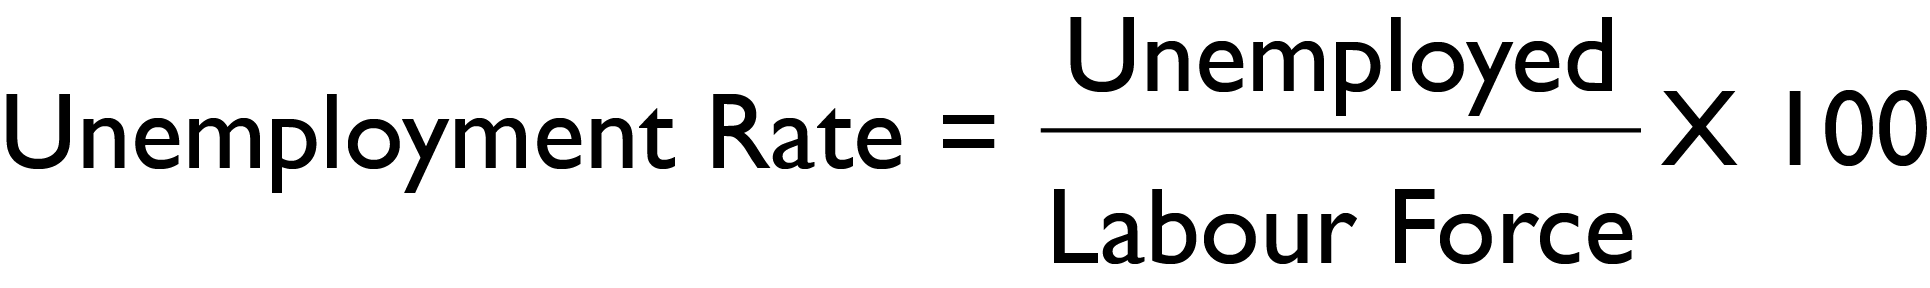 Unemployment Rate = Unemployed
Labour Force X 100